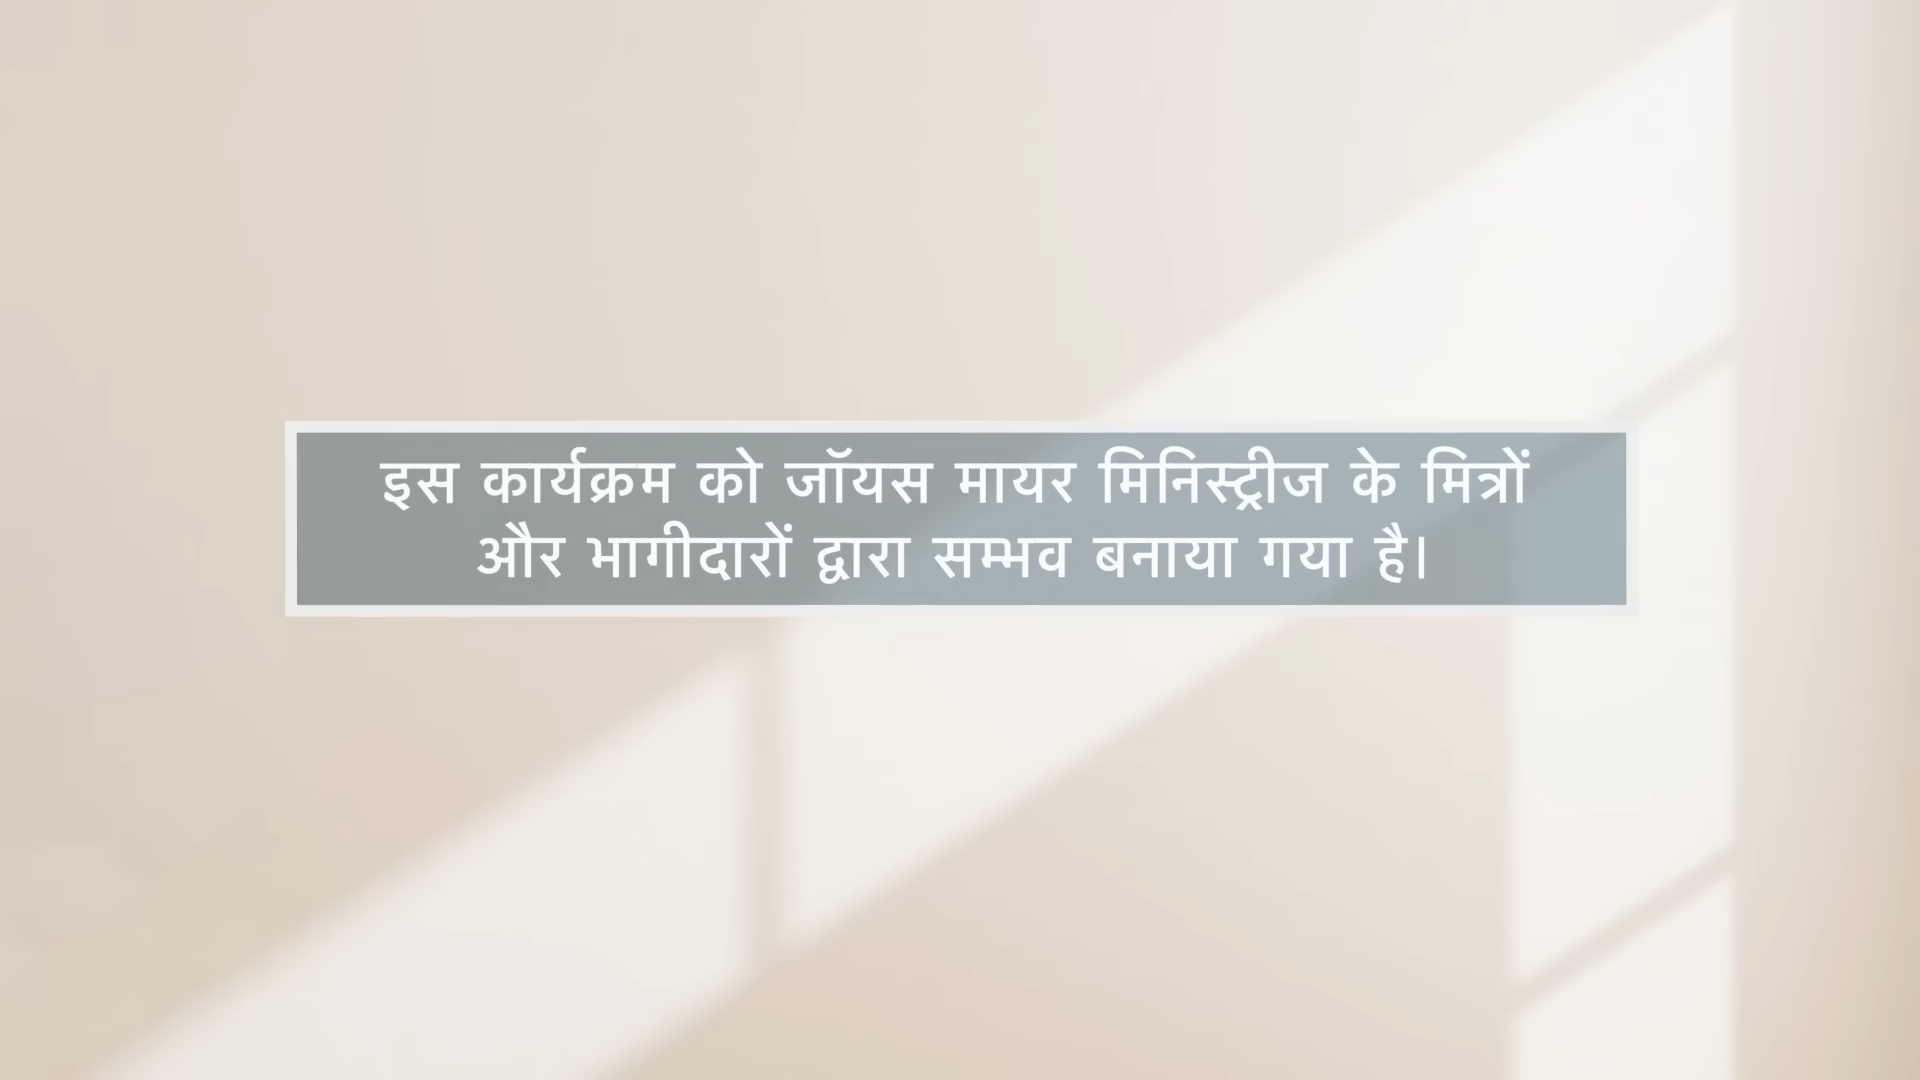 इस कार्यक्रम को जॉयस मायर मिनिस्ट्रीज के मित्रों
और भागीदारों द्वारा सम्भव बनाया गया है।